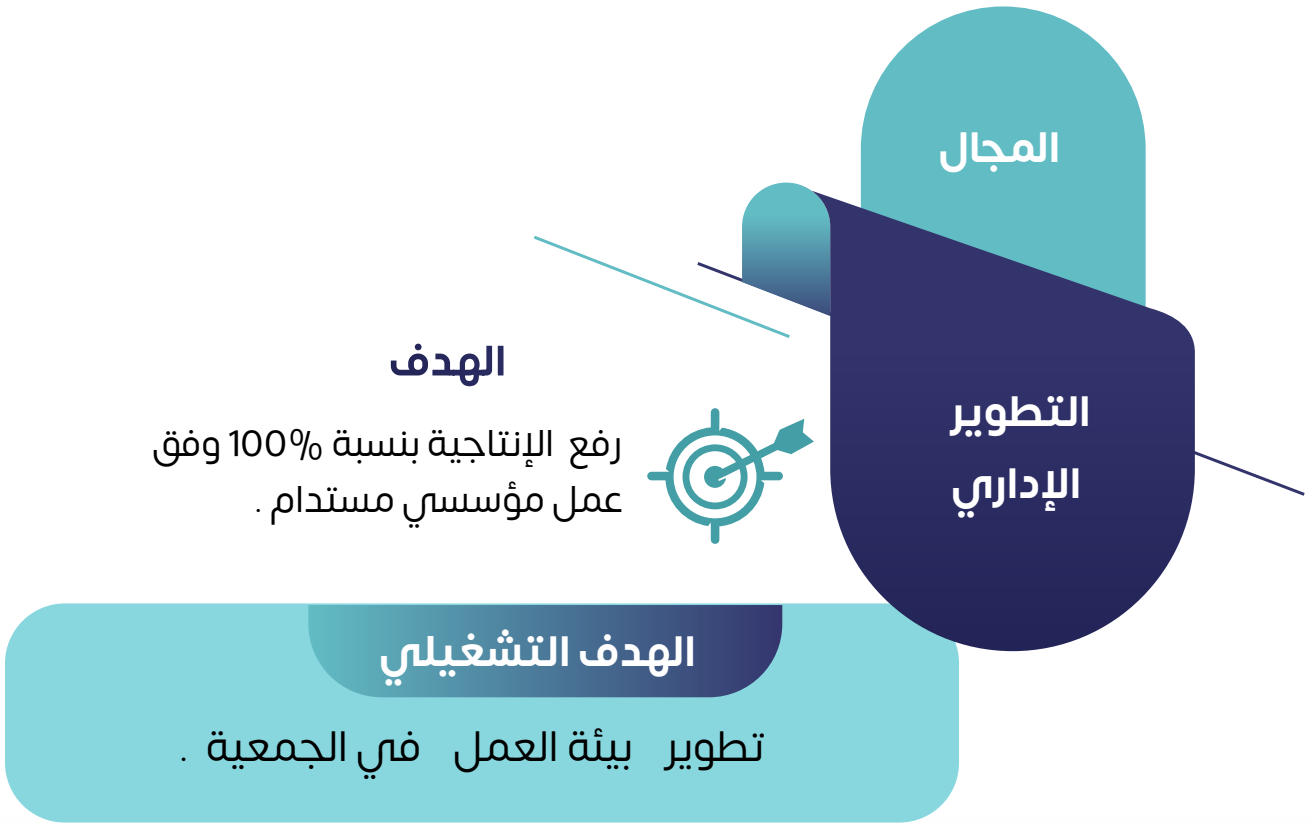 المجال
التطوير
الإداري
الهدف
رفع الإنتاجية بنسبة 100% وفق
عمل مؤسسي مستدام .
الهدف التشغيلي
تطوير بيئة العمل في الجمعية .